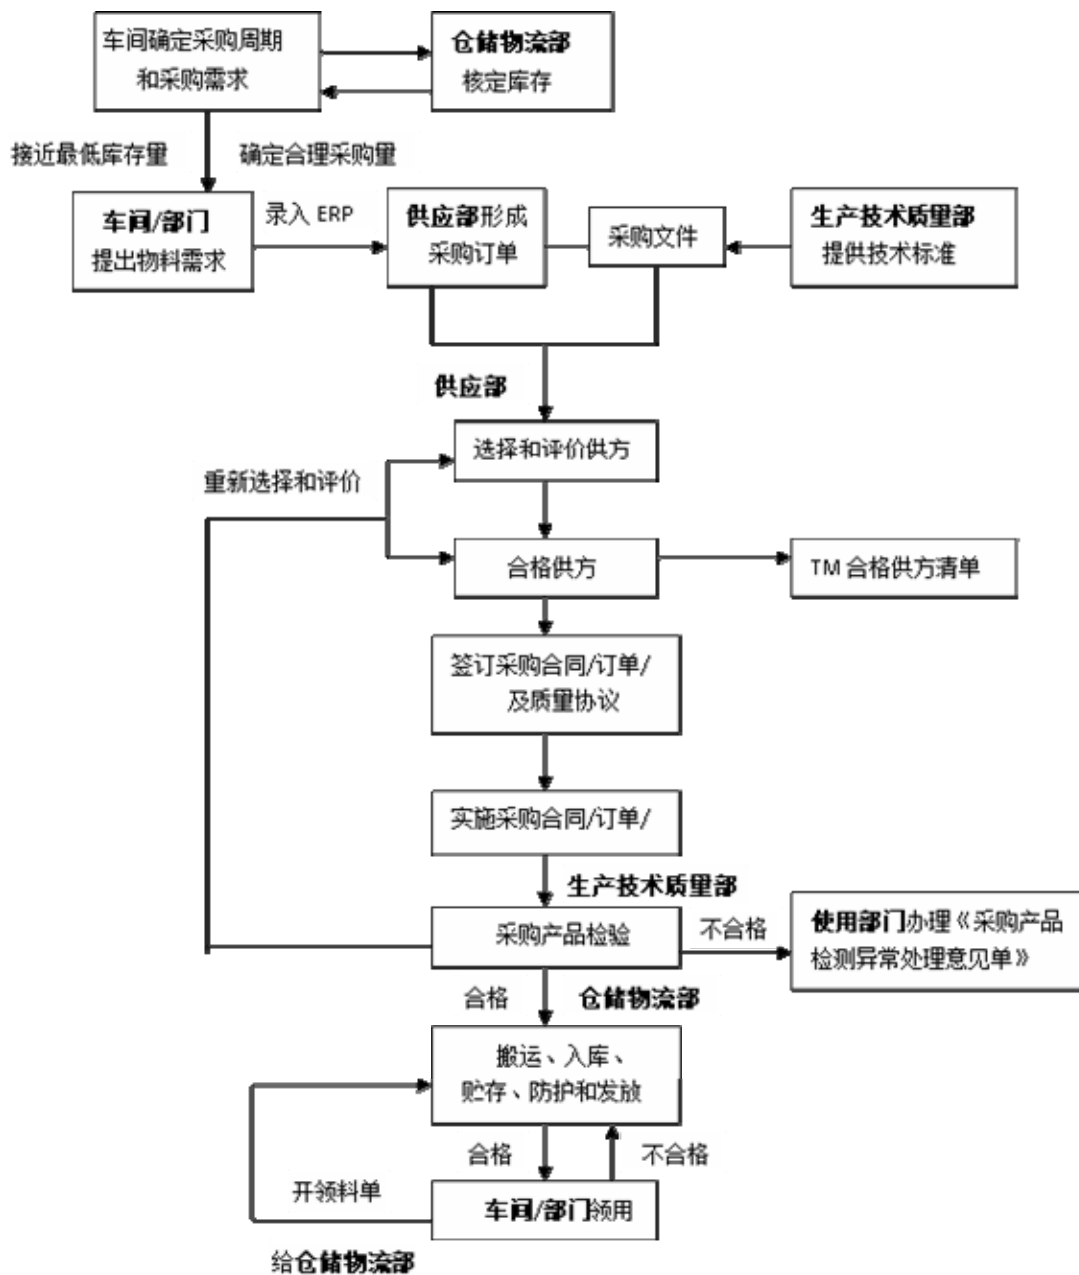 车间确定采购周期
和采购需求
仓储物流部
核定库存
接近最低库存量
确定合理采购量
车间/部门
提出物料需求
录入 ERP
供应部形成
采购订单
采购文件
生产技术质量部
提供技术标准
供应部
选择和评价供方
重新选择和评价
合格供方
TM 合格供方清单
签订采购合同/订单/
及质量协议
实施采购合同/订单/
生产技术质量部
采购产品检验
不合格
使用部门办理《采购产品
检测异常处理意见单》
合格
仓储物流部
搬运、入库、
贮存、防护和发放
合格
不合格
开领料单
车间/部门领用
给仓储物流部